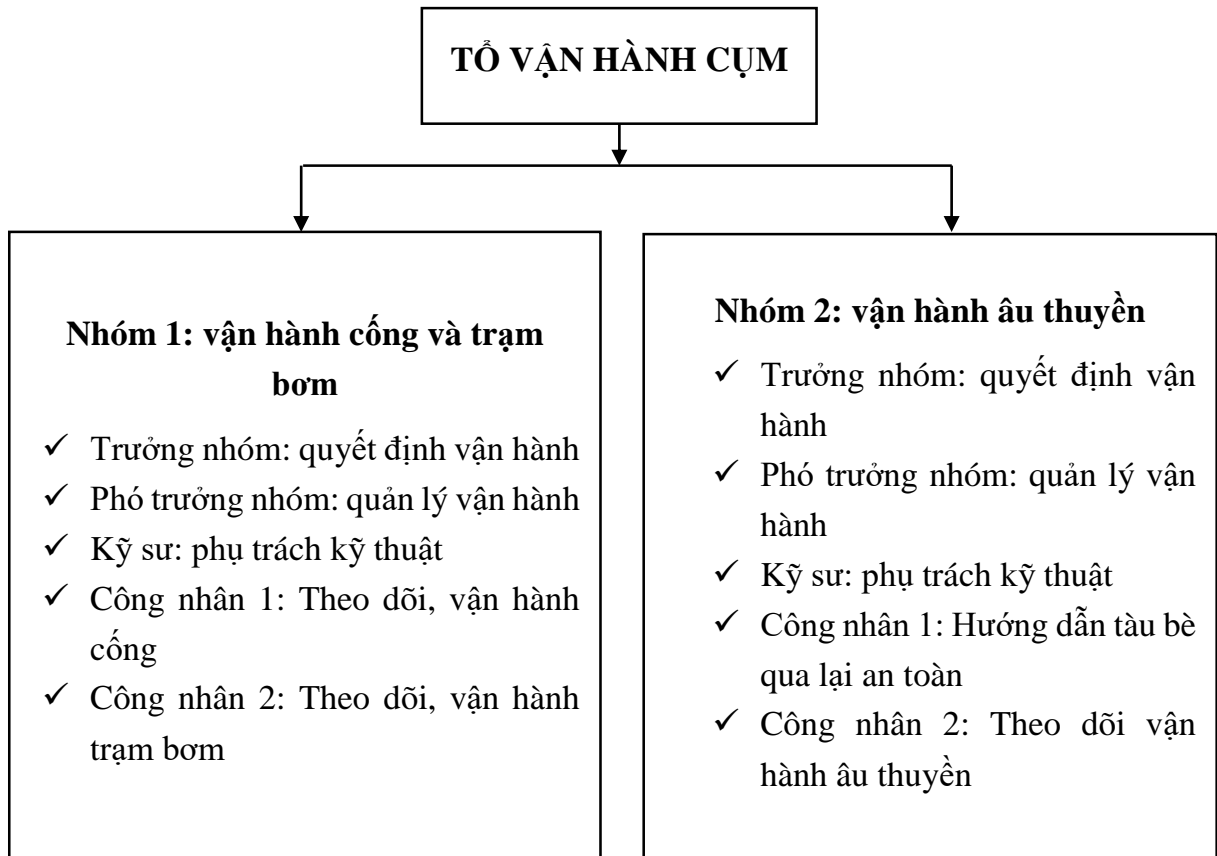 TỔ VẬN HÀNH CỤM
Nhóm 1: vận hành cống và trạm
bơm
✓ Trưởng nhóm: quyết định vận hành
✓ Phó trưởng nhóm: quản lý vận hành
✓ Kỹ sư: phụ trách kỹ thuật
✓ Công nhân 1: Theo dõi, vận hành
cống
✓ Công nhân 2: Theo dõi, vận hành
trạm bơm
Nhóm 2: vận hành âu thuyền
✓ Trưởng nhóm: quyết định vận
hành
✓ Phó trưởng nhóm: quản lý vận
hành
✓ Kỹ sư: phụ trách kỹ thuật
✓ Công nhân 1: Hướng dẫn tàu bè
qua lại an toàn
✓ Công nhân 2: Theo dõi vận
hành âu thuyền